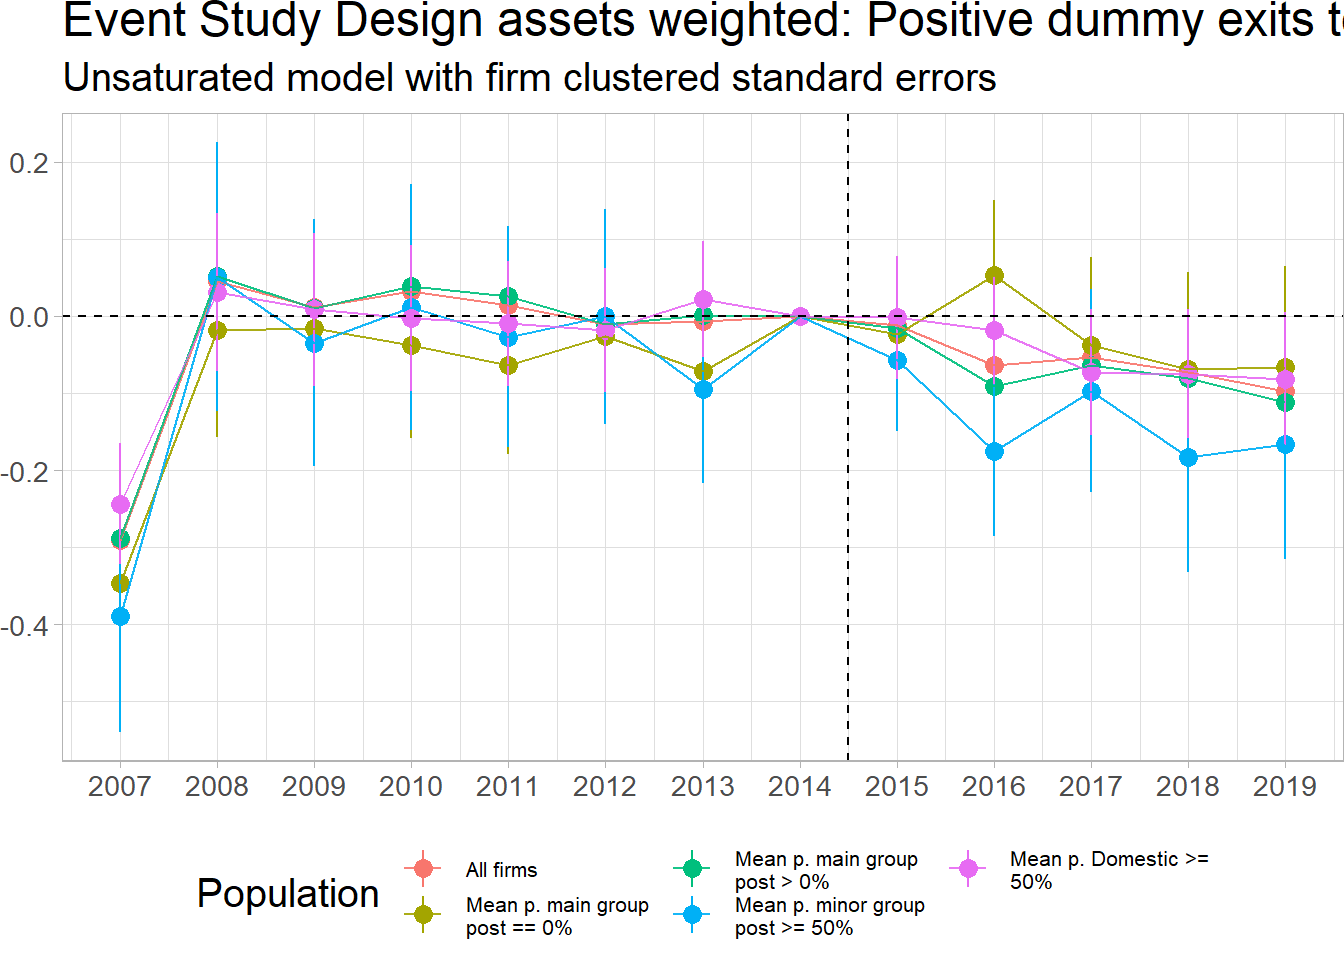 Event Study Design assets weighted: Positive dummy exits
Unsaturated model with firm clustered standard errors
0.2
0.0
-0.2
-0.4
2007 2008 2009 2010 2011 2012 2013 2014 2015 2016 2017 2018 2019
Population
All firms
Mean p. main group
post == 0%
Mean p. main group
post > 0%
Mean p. minor group
post >= 50%
Mean p. Domestic >=
50%